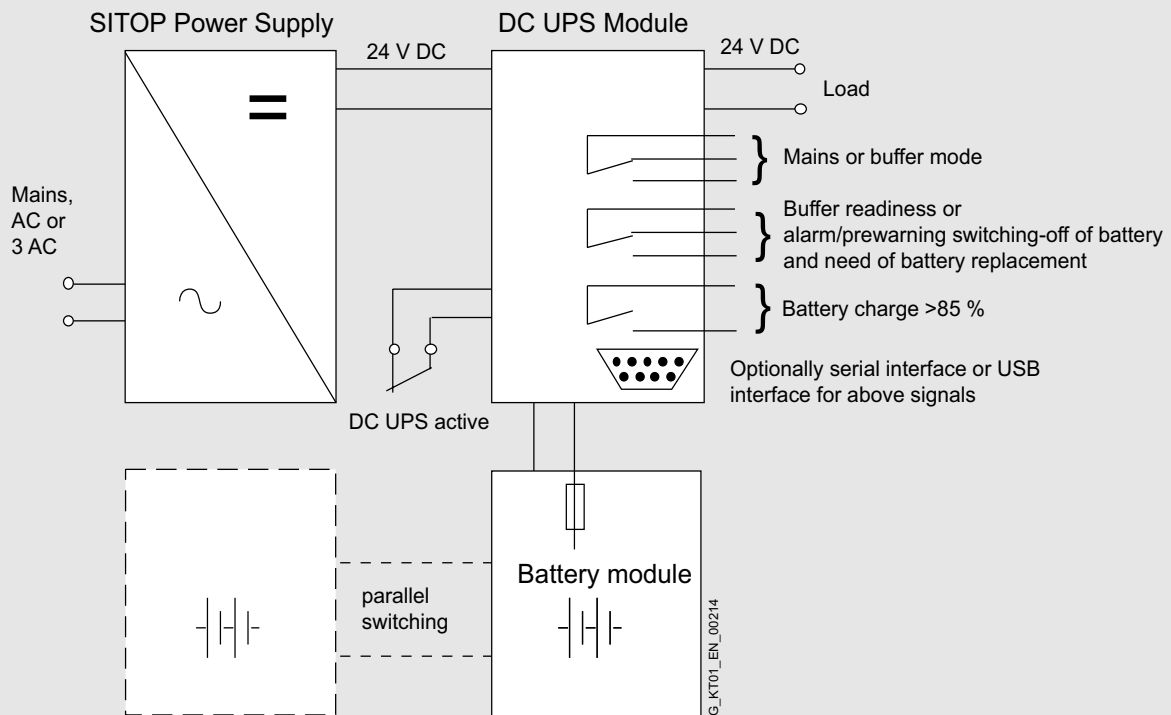 SITOP Power Supply
DC UPS Module
24 V DC
24 V DC
Load
Mains or buffer mode
Mains,
AC or
3 AC
Buffer readiness or
alarm/prewarning switching-off of battery
and need of battery replacement
Battery charge >85 %
Optionally serial interface or USB
interface for above signals
DC UPS active
Battery module
parallel
switching
G_KT01_EN_00214